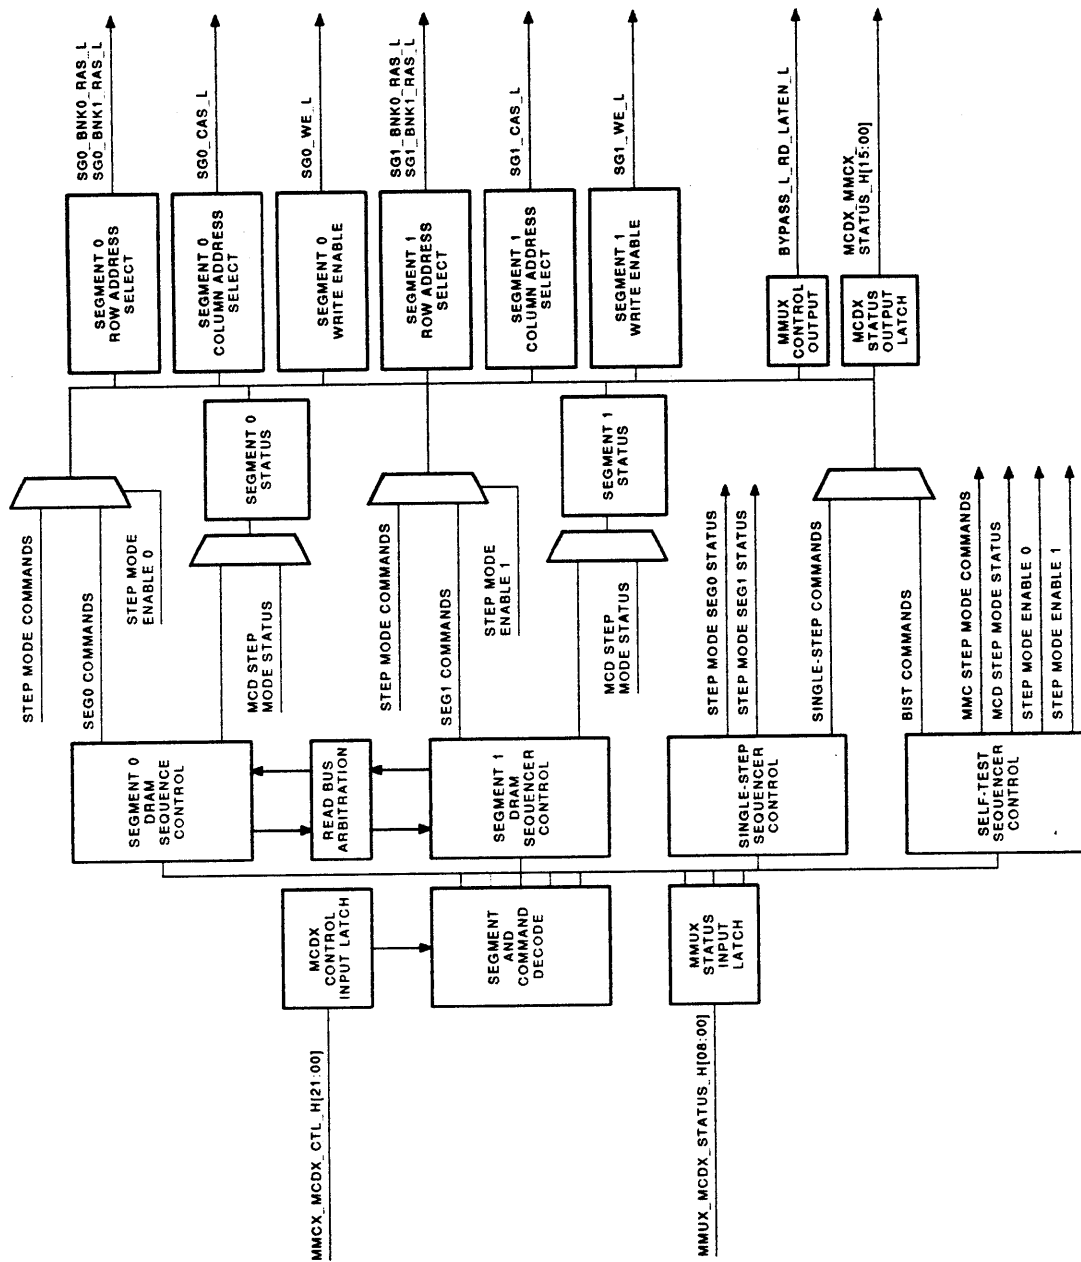 MMCX_MCDX_CTL_H[21:00]
MMUX_MCDX_STATUS_H[08:00]
MCDX
CONTROL
INPUT LATCH
SEGMENT
AND
COMMAND
DECODE
MMUX
STATUS
INPUT
LATCH
SEGMENT 0
DRAM
SEQUENCE
CONTROL
READ BUS
ARBITRATION
SEGMENT 1
DRAM
SEQUENCER
CONTROL
SINGLE-STEP
SEQUENCER
CONTROL
SELF-TEST
SEQUENCER
CONTROL
STEP MODE COMMANDS
SEG0 COMMANDS
STEP MODE
ENABLE 0
MCD STEP
MODE STATUS
STEP MODE COMMANDS
SEG1 COMMANDS
STEP MODE
ENABLE 1
MCD STEP
MODE STATUS
STEP MODE SEG0 STATUS
STEP MODE SEG1 STATUS
SINGLE-STEP COMMANDS
BIST COMMANDS
MMC STEP MODE COMMANDS
MCD STEP MODE STATUS
STEP MODE ENABLE 0
STEP MODE ENABLE 1
SEGMENT 0
STATUS
SEGMENT 1
STATUS
SEGMENT 0
ROW ADDRESS
SELECT
SEGMENT 0
COLUMN ADDRESS
SELECT
SEGMENT 0
WRITE ENABLE
SEGMENT 1
ROW ADDRESS
SELECT
SEGMENT 1
COLUMN ADDRESS
SELECT
SEGMENT 1
WRITE ENABLE
MMUX
CONTROL
OUTPUT
MCDX
STATUS
OUTPUT
LATCH
SG0_BNK0_RAS_L
SG0_BNK1_RAS_L
SG0_CAS_L
SG0_WE_L
SG1_BNK0_RAS_L
SG1_BNK1_RAS_L
SG1_CAS_L
SG1_WE_L
BYPASS_L_RD_LATEN_L
MCDX_MMCX_
STATUS_H[15:00]